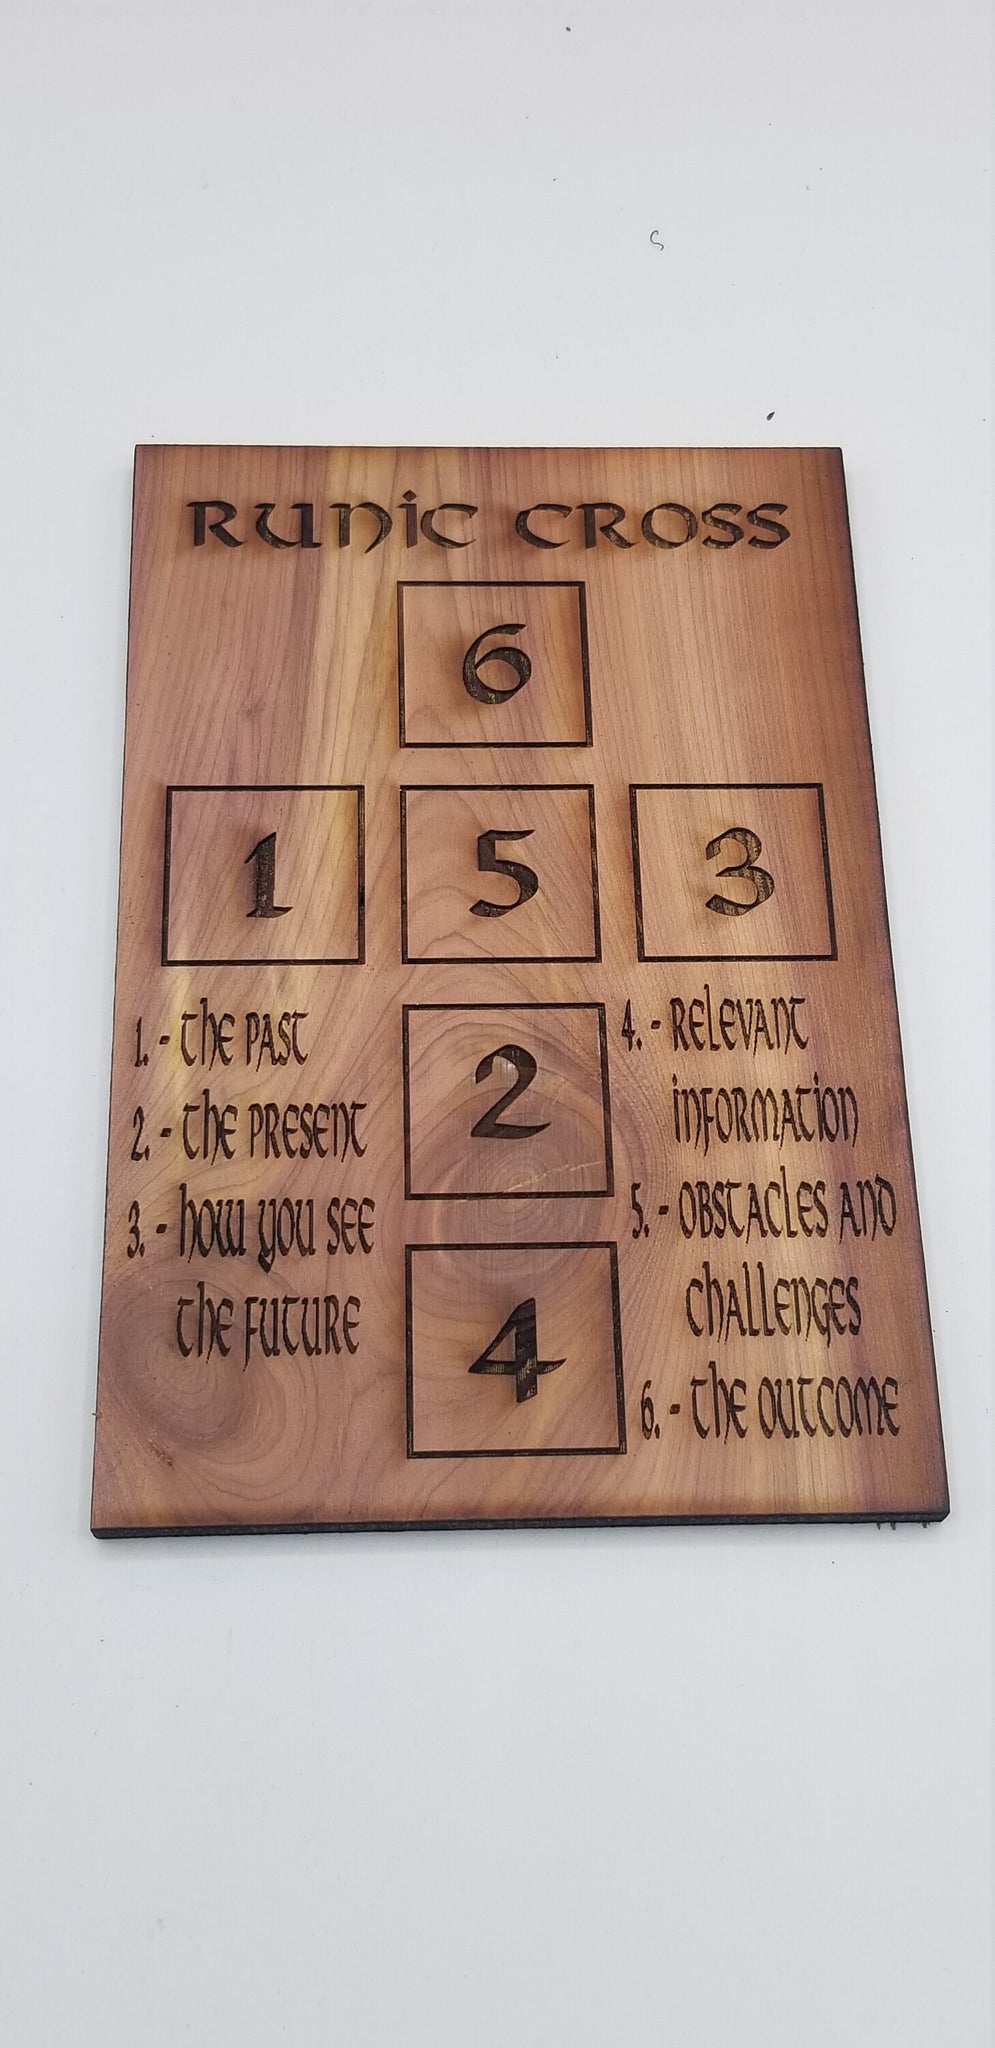 RUNIC CROSS
6
1 5 3
1. - The PAST
2. - The PRESENT
3. - how you SEE
The FUTURE
2
4
4. - RELEVANT
INFORMATION
5. - OBSTACLES AND
ChALLENGES
6. - The OUTCOME